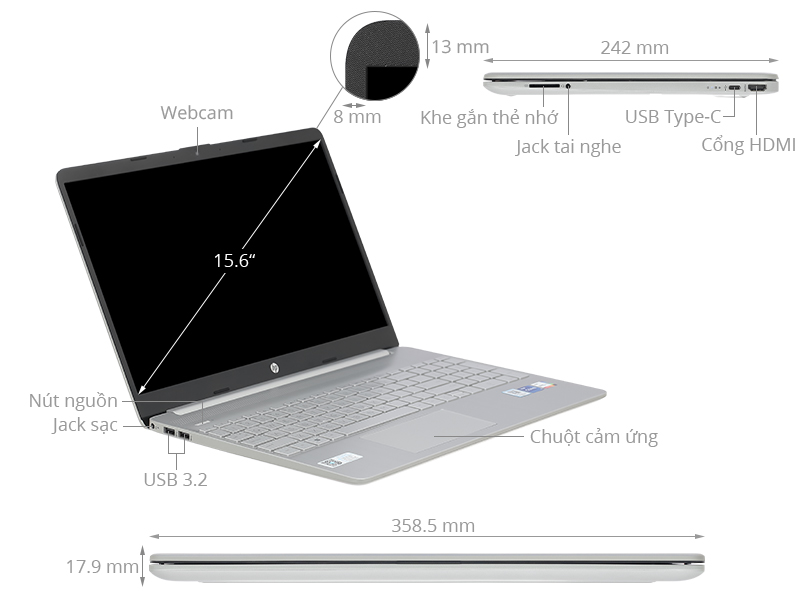 13 mm
242 mm
8 mm
Webcam
Khe gắn thẻ nhớ
USB Type-C
Jack tai nghe
Cổng HDMI
15.6“
hp
Nút nguồn
Jack sạc
Chuột cảm ứng
USB 3.2
358.5 mm
17.9 mm